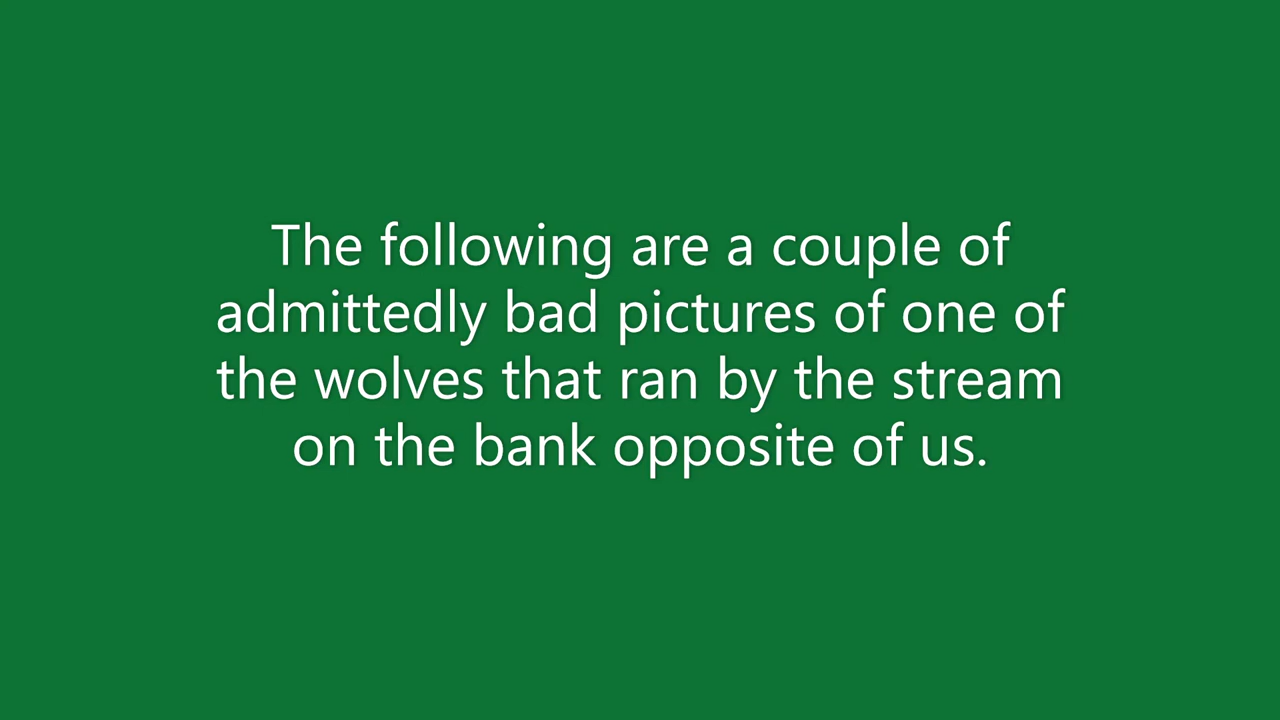 The following are a couple of
admittedly bad pictures of one of
the wolves that ran by the stream
on the bank opposite of us.